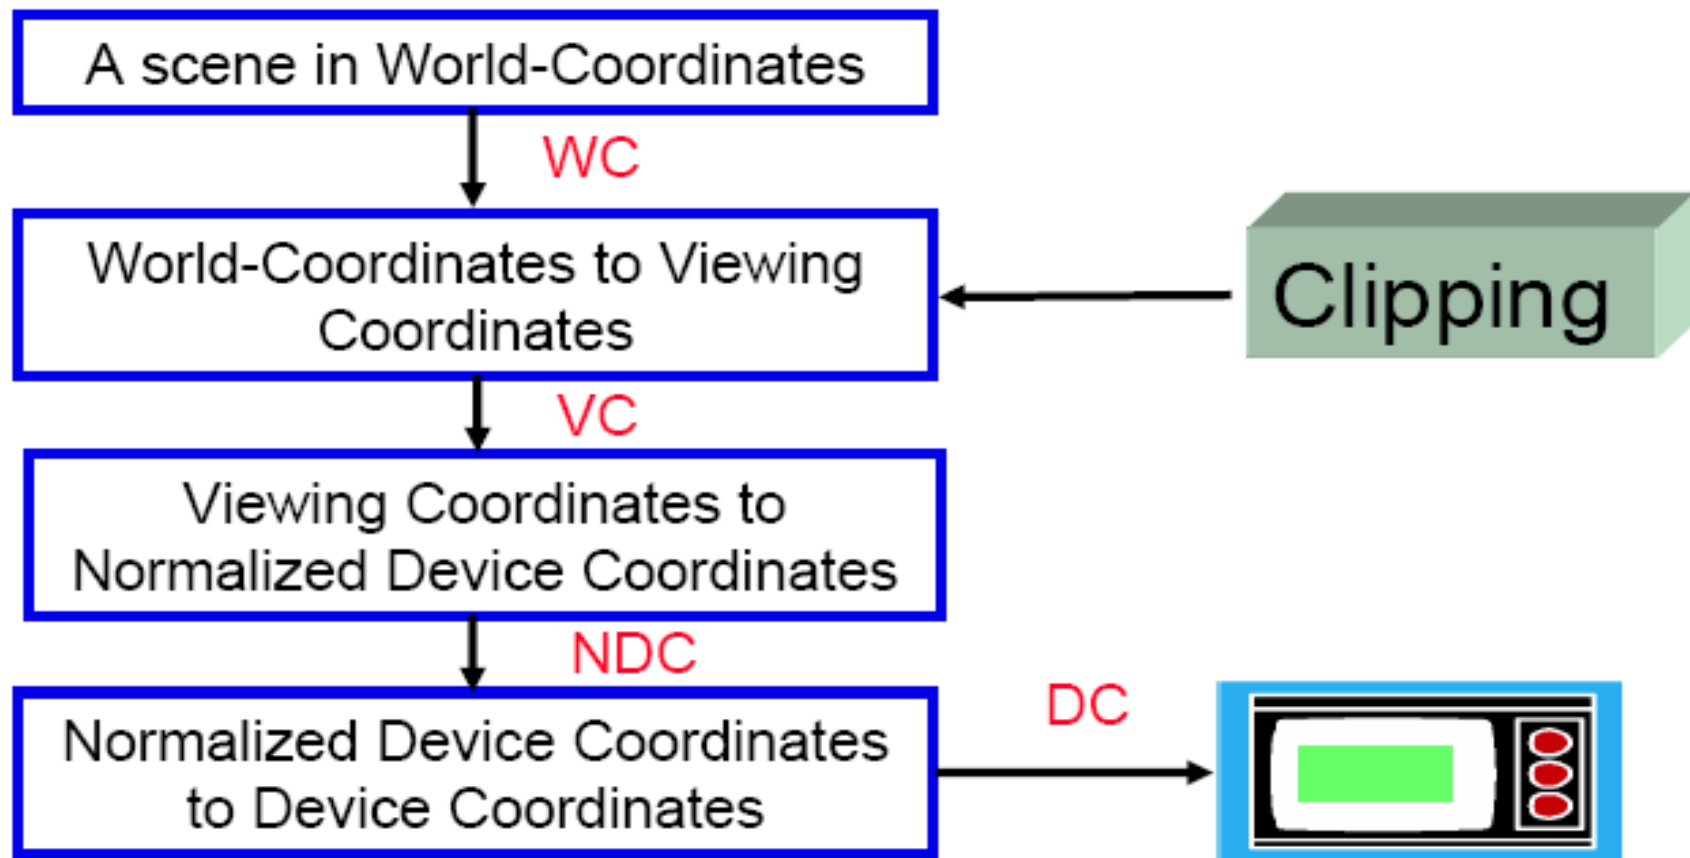 A scene in World-Coordinates
WC
World-Coordinates to Viewing
Coordinates
Clipping
VC
Viewing Coordinates to
Normalized Device Coordinates
NDC
Normalized Device Coordinates
to Device Coordinates
DC